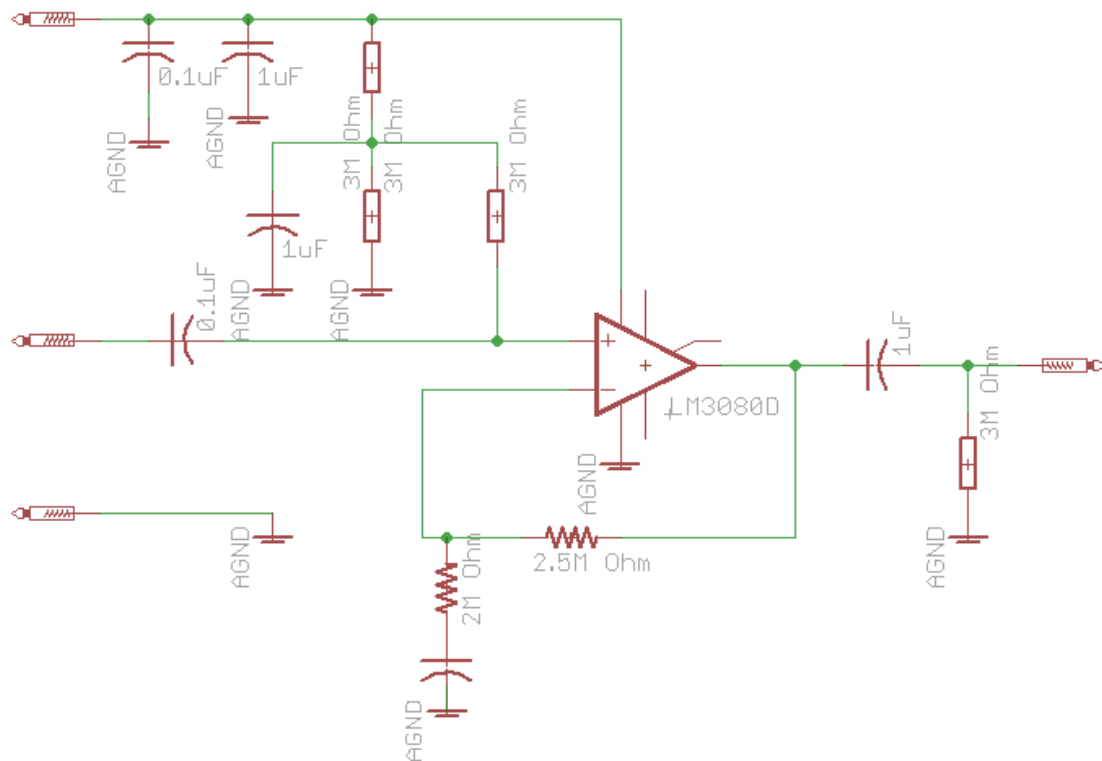 0.1uF
1uF
AGND
AGND
3M Ohm
3M Ohm
3M Ohm
1uF
AGND
AGND
0.1uF
LM3080D
AGND
1uF
3M Ohm
AGND
AGND
2.5M Ohm
2M Ohm
AGND